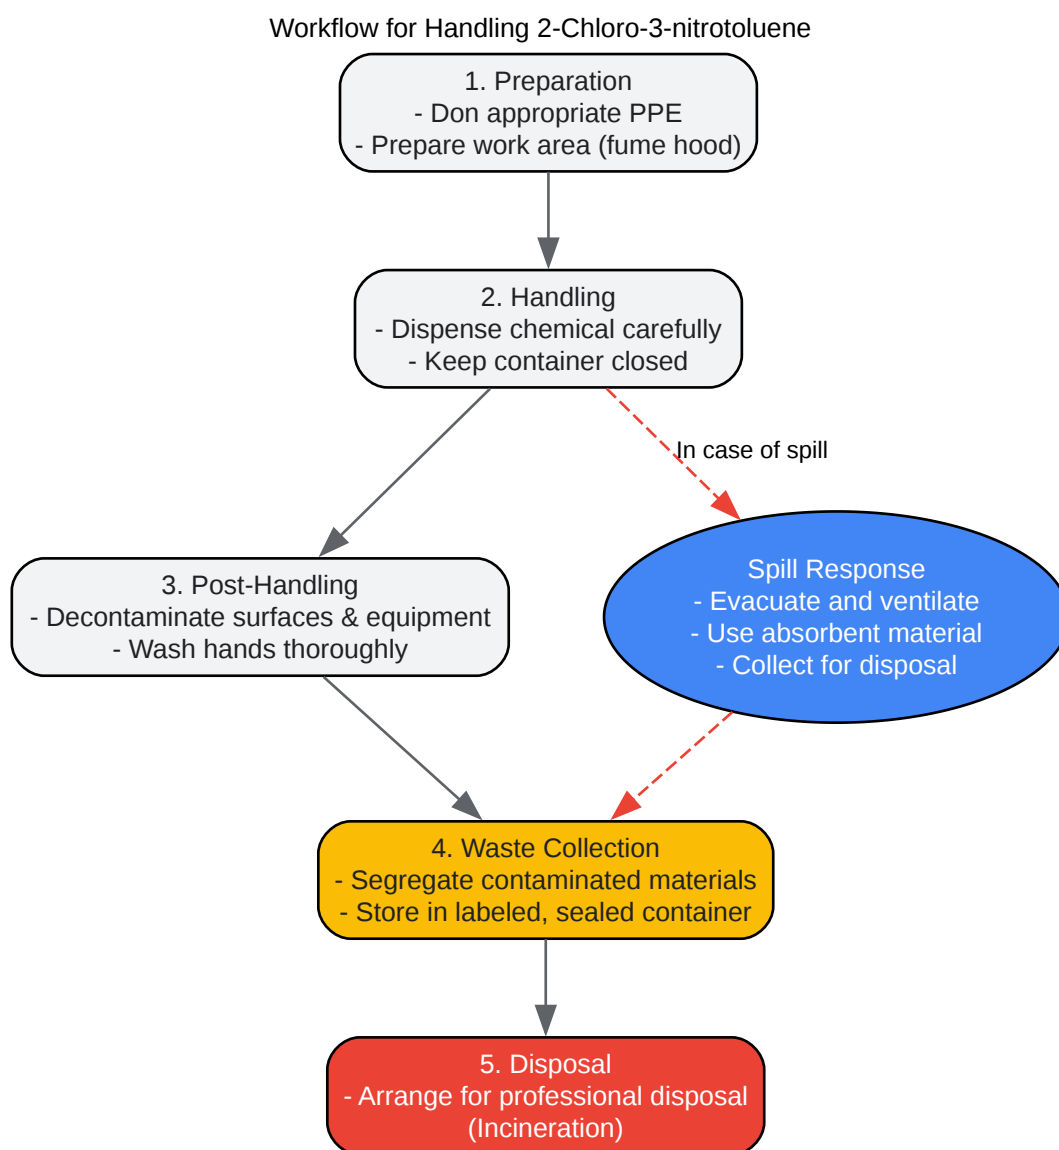 Workflow for Handling 2-Chloro-3-nitrotoluene
1. Preparation
- Don appropriate PPE
- Prepare work area (fume hood)
2. Handling
- Dispense chemical carefully
- Keep container closed
In case of spill
3. Post-Handling
- Decontaminate surfaces & equipment
- Wash hands thoroughly
Spill Response
- Evacuate and ventilate
- Use absorbent material
- Collect for disposal
4. Waste Collection
- Segregate contaminated materials
- Store in labeled, sealed container
5. Disposal
- Arrange for professional disposal
(Incineration)